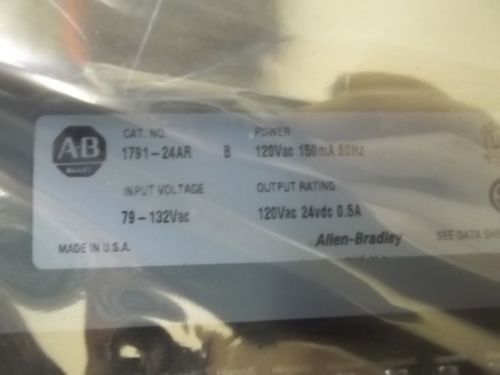 AB
CAT. NO. POWER
1791-24AR B 120Vac 150mA 60Hz
INPUT VOLTAGE OUTPUT RATING
79-132Vac 120Vac 24vdc 0.5A
Allen-Bradley SEE DATA
MADE IN U.S.A.